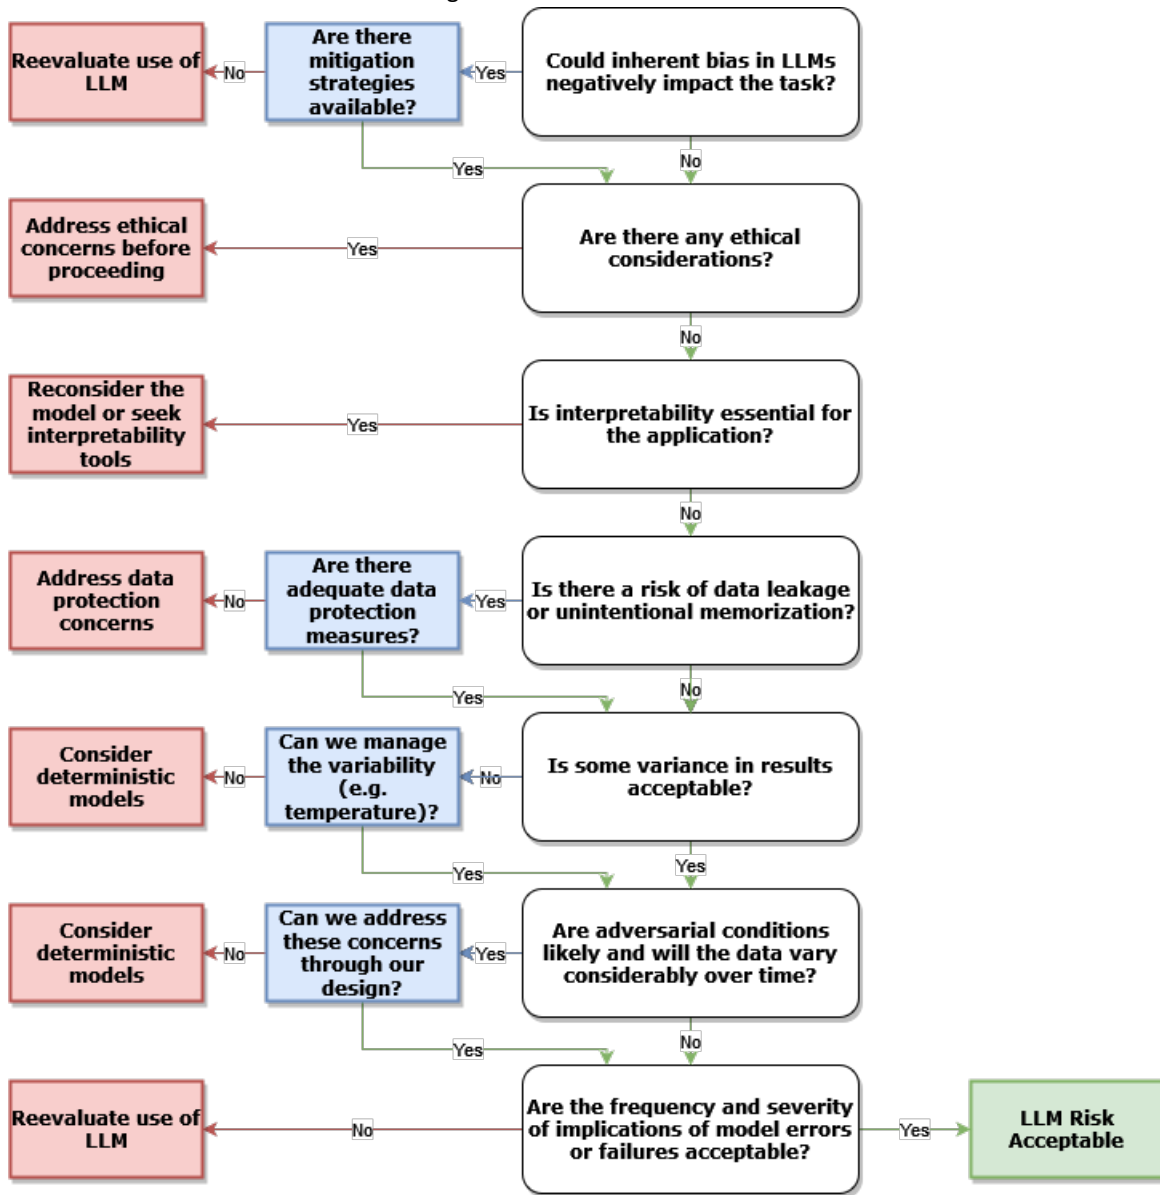 Reevaluate use of
LLM
No
Are there
mitigation
strategies
available?
Yes
Could inherent bias in LLMs
negatively impact the task?
Yes
No
Address ethical
concerns before
proceeding
Yes
Are there any ethical
considerations?
No
Reconsider the
model or seek
interpretability
tools
Yes
Is interpretability essential for
the application?
No
Address data
protection
concerns
No
Are there
adequate data
protection
measures?
Yes
Is there a risk of data leakage
or unintentional memorization?
Yes
No
Consider
deterministic
models
No
Can we manage
the variability
(e.g.
temperature)?
No
Is some variance in results
acceptable?
Yes
Yes
Consider
deterministic
models
No
Can we address
these concerns
through our
design?
Yes
Are adversarial conditions
likely and will the data vary
considerably over time?
Yes
No
Reevaluate use of
LLM
No
Are the frequency and severity
of implications of model errors
or failures acceptable?
Yes
LLM Risk
Acceptable